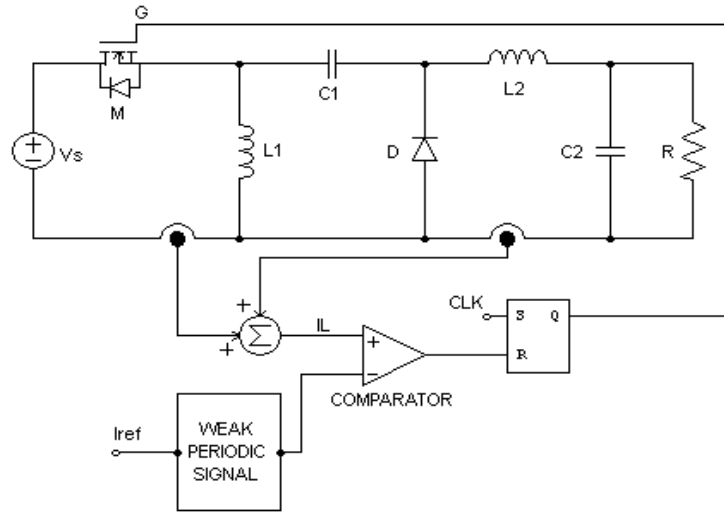 G
M
C1
L2
Vs
L1
D
C2
R
+
+
CLK
S Q
R
IL
Σ
+
−
COMPARATOR
Iref
WEAK
PERIODIC
SIGNAL